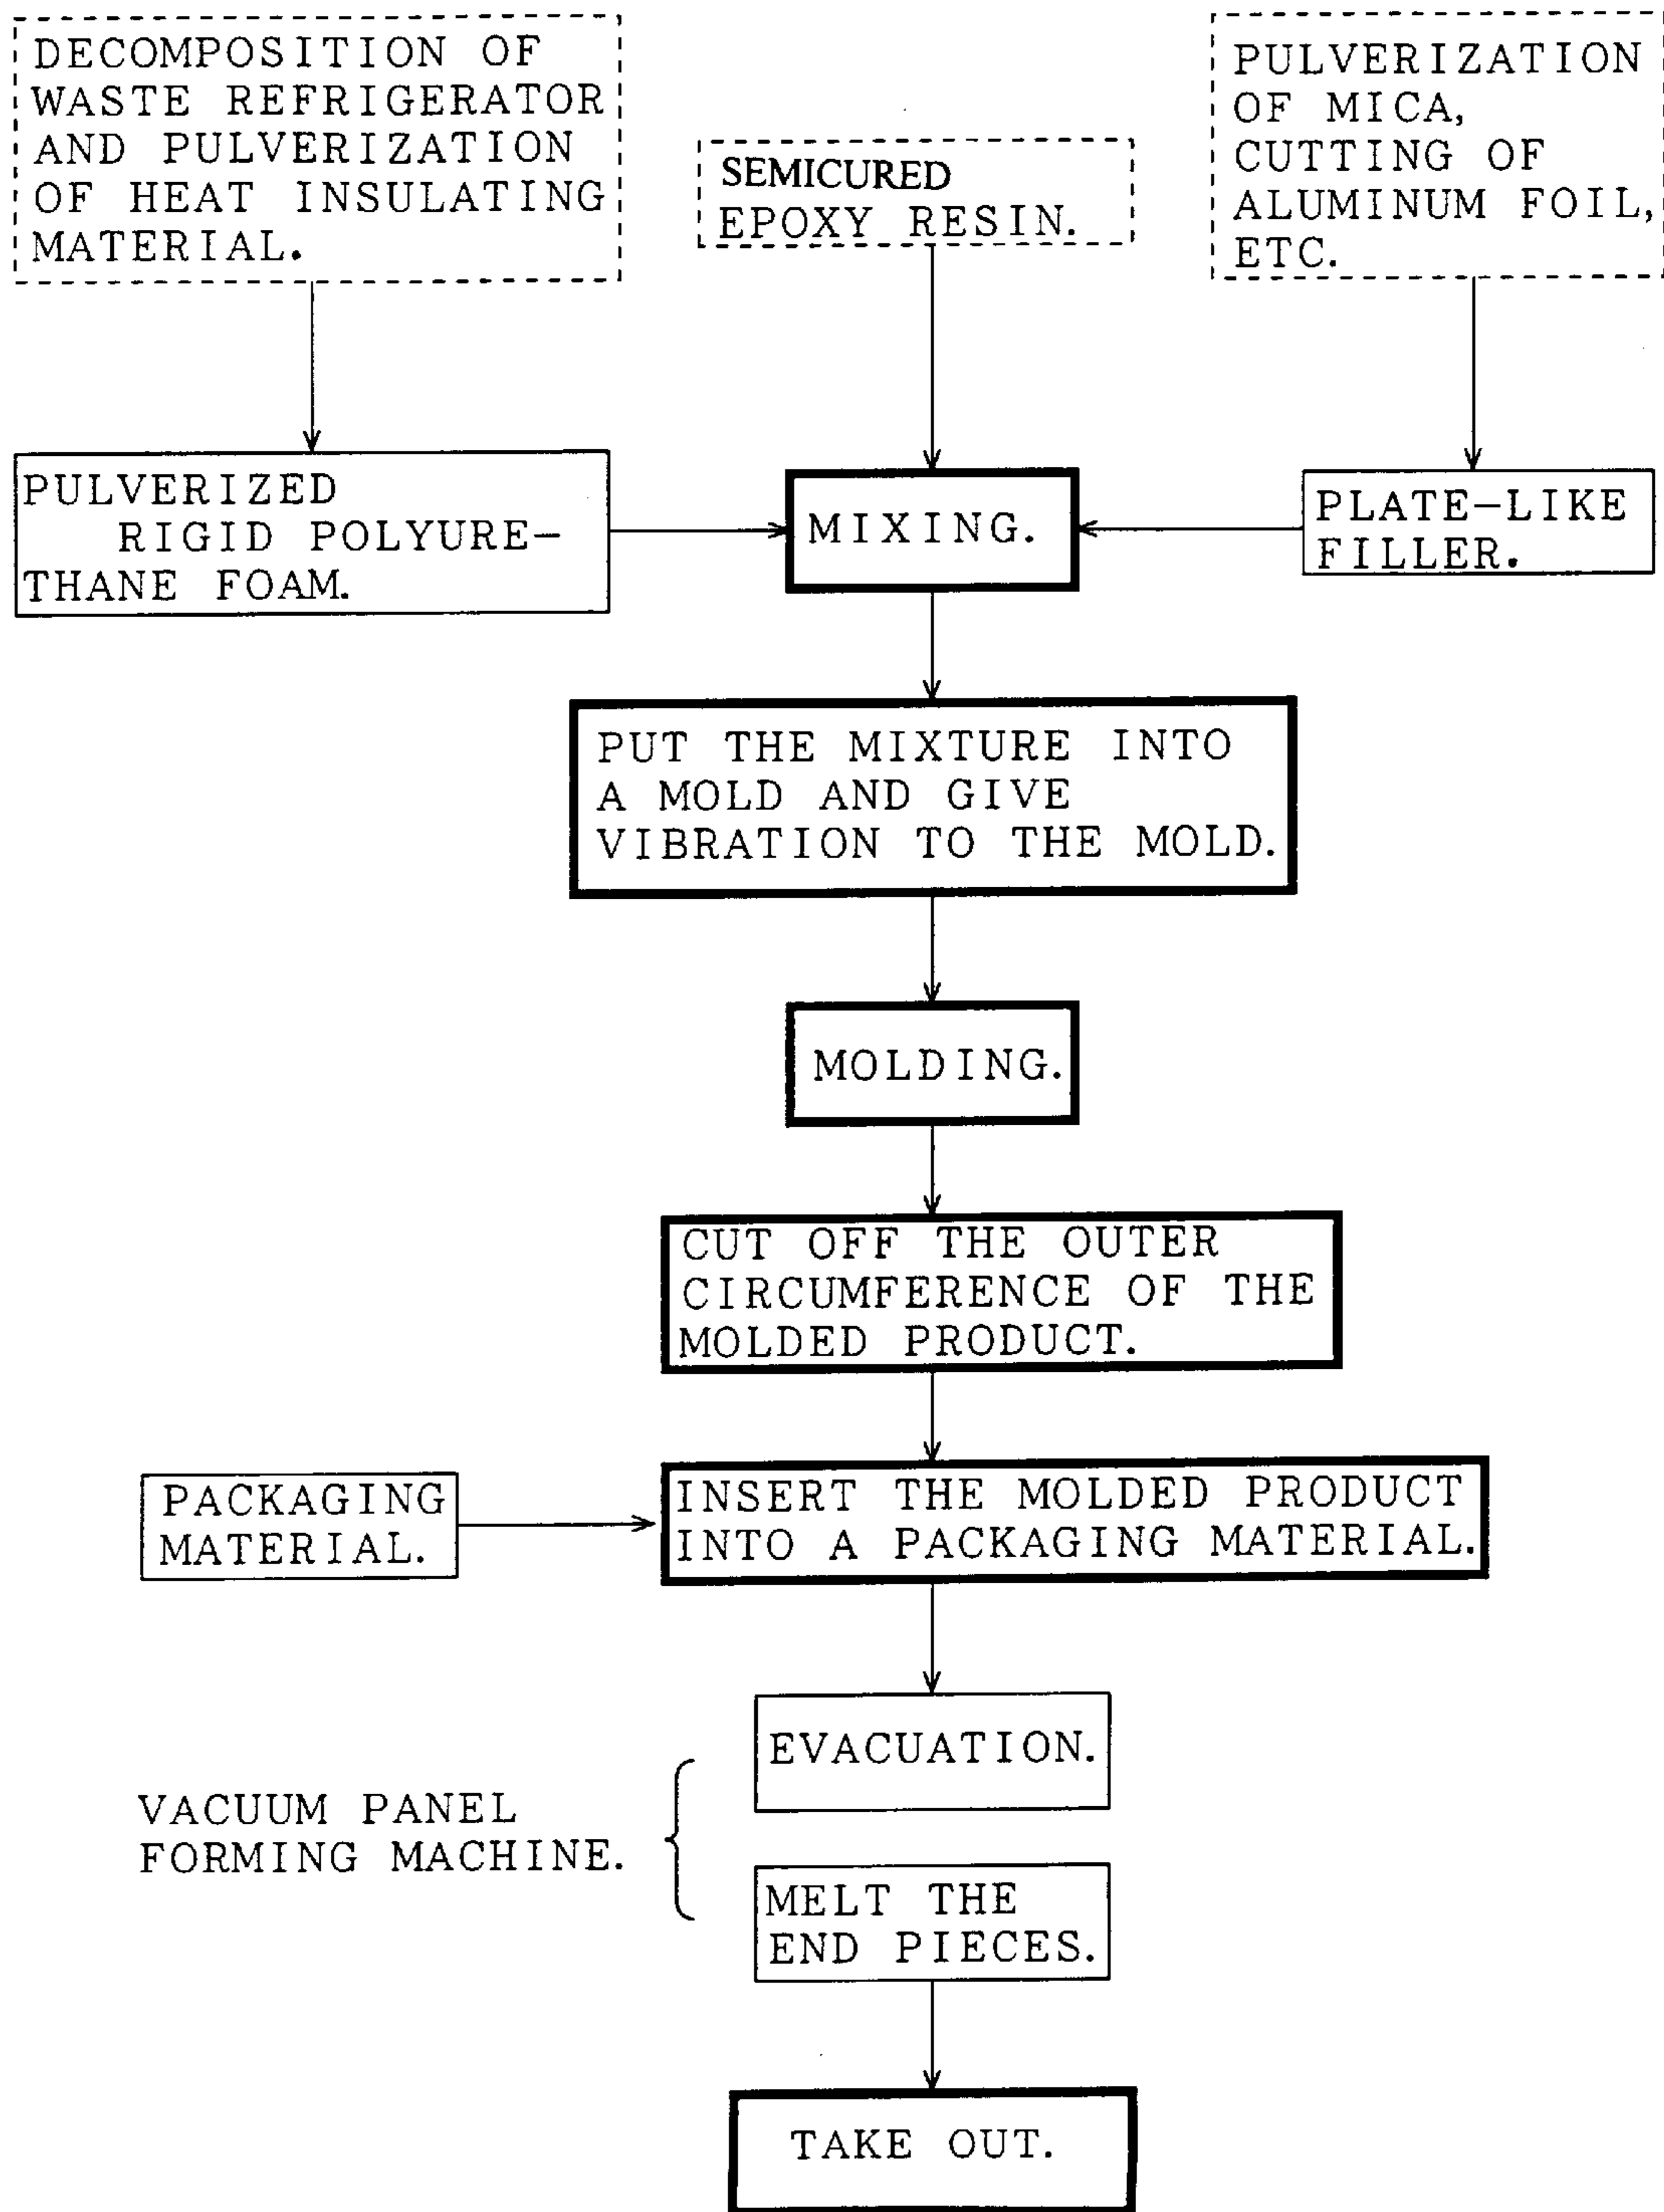 DECOMPOSITION OF
WASTE REFRIGERATOR
AND PULVERIZATION
OF HEAT INSULATING
MATERIAL.
SEMICURED
EPOXY RESIN.
PULVERIZATION
OF MICA,
CUTTING OF
ALUMINUM FOIL,
ETC.
PULVERIZED
RIGID POLYURE-
THANE FOAM.
MIXING.
PLATE-LIKE
FILLER.
PUT THE MIXTURE INTO
A MOLD AND GIVE
VIBRATION TO THE MOLD.
MOLDING.
CUT OFF THE OUTER
CIRCUMFERENCE OF THE
MOLDED PRODUCT.
PACKAGING
MATERIAL.
INSERT THE MOLDED PRODUCT
INTO A PACKAGING MATERIAL.
EVACUATION.
VACUUM PANEL
FORMING MACHINE.
MELT THE
END PIECES.
TAKE OUT.